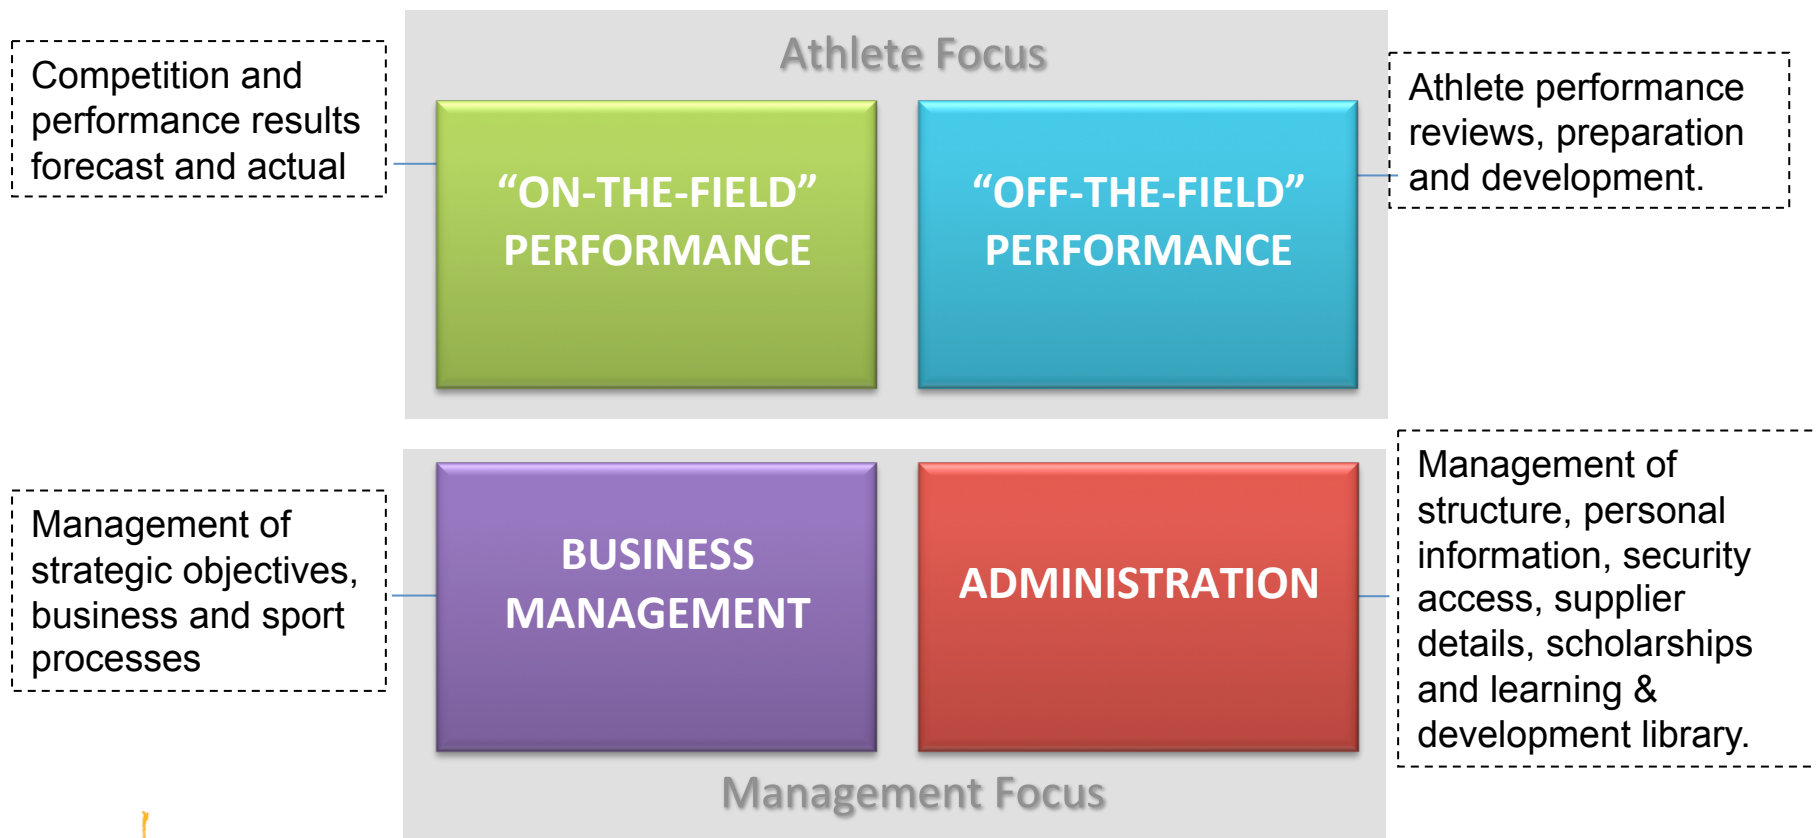 Athlete Focus
Competition and
performance results
forecast and actual
“ON-THE-FIELD”
PERFORMANCE
“OFF-THE-FIELD”
PERFORMANCE
Athlete performance
reviews, preparation
and development.
Management of
strategic objectives,
business and sport
processes
BUSINESS
MANAGEMENT
ADMINISTRATION
Management of
structure, personal
information, security
access, supplier
details, scholarships
and learning &
development library.
Management Focus